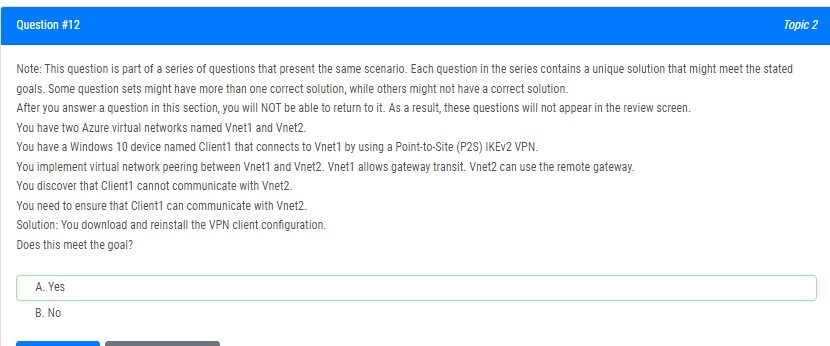 Question #12
Topic 2
Note: This question is part of a series of questions that present the same scenario. Each question in the series contains a unique solution that might meet the stated
goals. Some question sets might have more than one correct solution, while others might not have a correct solution.
After you answer a question in this section, you will NOT be able to return to it. As a result, these questions will not appear in the review screen.
You have two Azure virtual networks named Vnet1 and Vnet2.
You have a Windows 10 device named Client1 that connects to Vnet1 by using a Point-to-Site (P2S) IKEv2 VPN.
You implement virtual network peering between Vnet1 and Vnet2. Vnet1 allows gateway transit. Vnet2 can use the remote gateway.
You discover that Client1 cannot communicate with Vnet2.
You need to ensure that Client1 can communicate with Vnet2.
Solution: You download and reinstall the VPN client configuration.
Does this meet the goal?
A. Yes
B. No